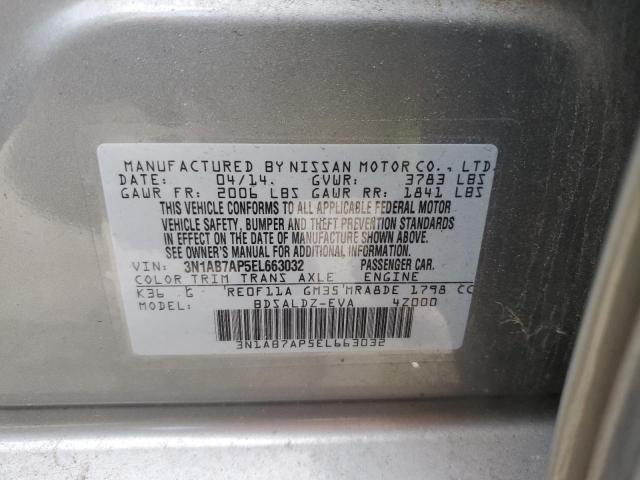 MANUFACTURED BY NISSAN MOTOR CO., LTD.
DATE: 04/14. GVWR: 3783 LBS
GAWR FR: 2006 LBS GAWR RR: 1841 LBS
THIS VEHICLE CONFORMS TO ALL APPLICABLE FEDERAL MOTOR
VEHICLE SAFETY, BUMPER AND THEFT PREVENTION STANDARDS
IN EFFECT ON THE DATE OF MANUFACTURE SHOWN ABOVE.
SEE OWNER'S MANUAL FOR ADDITIONAL INFORMATION.
VIN: 3N1AB7AP5EL663032 PASSENGER CAR.
COLOR TRIM TRANS AXLE ENGINE
K36 G RE0F11A GM35 MRA8DE 1798 CC
MODEL: BDSALDZ-EVA 4Z000
3N1AB7AP5EL663032